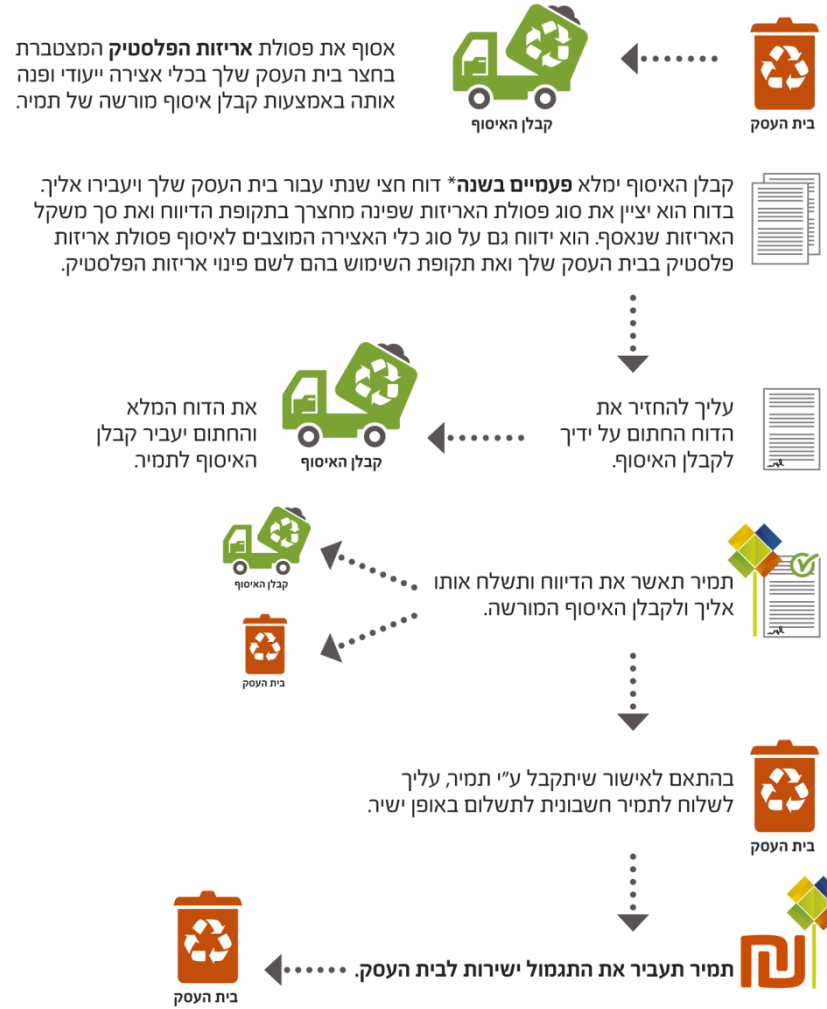 בית העסק
קבלן האיסוף
אסוף את פסולת אריזות הפלסטיק המצטברת
בחצר בית העסק שלך בכלי אצירה ייעודי ופנה
אותה באמצעות קבלן איסוף מורשה של תמיר.
קבלן האיסוף ימלא פעמיים בשנה* דוח חצי שנתי עבור בית העסק שלך ויעבירו אליך.
בדוח הוא יציין את סוג פסולת האריזות שפינה מחצרך בתקופת הדיווח ואת סך משקל
האריזות שנאסף. הוא ידווח גם על סוג כלי האצירה המוצבים לאיסוף פסולת אריזות
פלסטיק בבית העסק שלך ואת תקופת השימוש בהם לשם פינוי אריזות הפלסטיק.
עליך להחזיר את
הדוח החתום על ידיך
לקבלן האיסוף.
קבלן האיסוף
את הדוח המלא
והחתום יעביר קבלן
האיסוף לתמיר.
תמיר תאשר את הדיווח ותשלח אותו
אליך ולקבלן האיסוף המורשה.
קבלן האיסוף
בית העסק
בהתאם לאישור שיתקבל ע״י תמיר, עליך
לשלוח לתמיר חשבונית לתשלום באופן ישיר.
בית העסק
₪ תמיר תעביר את התגמול ישירות לבית העסק.
בית העסק